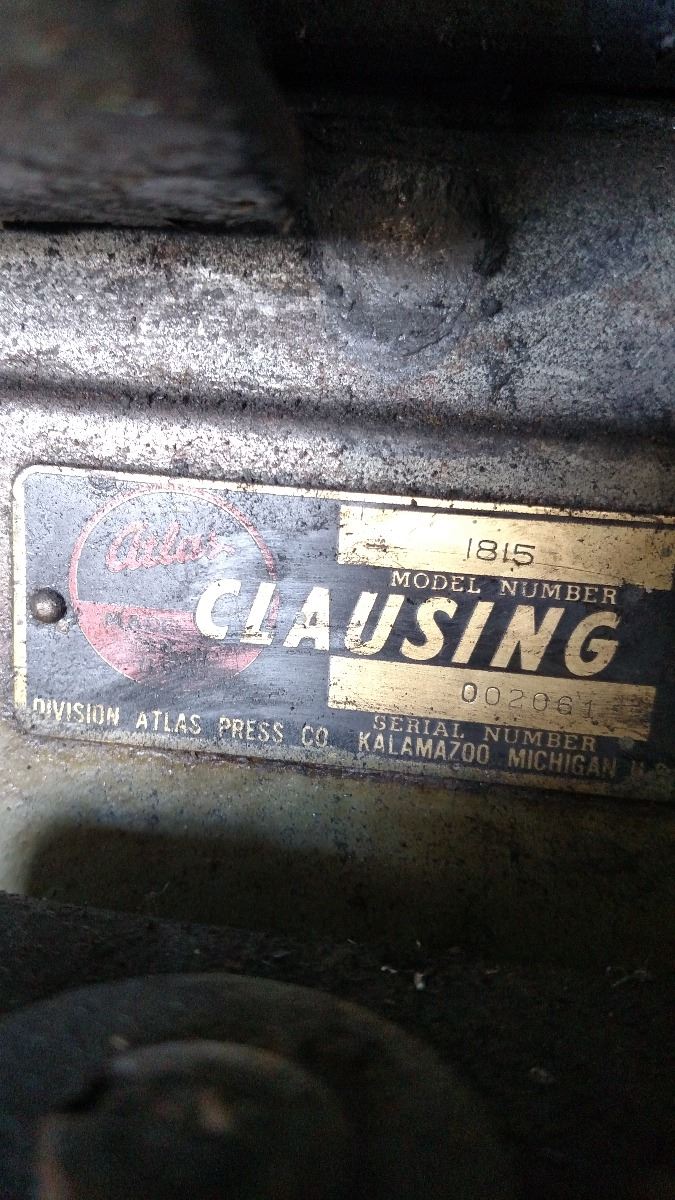 Atlas
1815
MODEL NUMBER
CLAUSING
002061
SERIAL NUMBER
DIVISION ATLAS PRESS CO. KALAMAZOO MICHIGAN